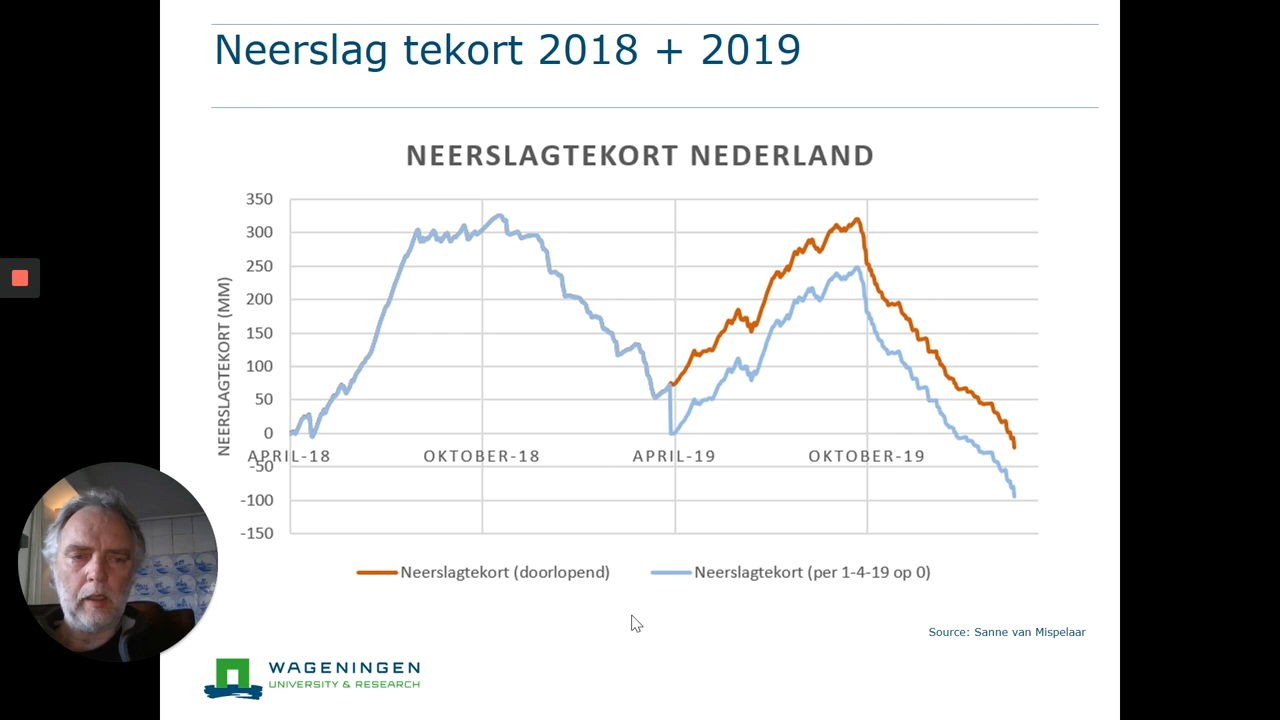 Neerslag tekort 2018 + 2019
NEERSLAGTEKORT NEDERLAND
350
300
250
200
150
100
50
0
-50
-100
-150
NEERSLAGTEKORT (MM)
APRIL-18
OKTOBER-18
APRIL-19
OKTOBER-19
Neerslagtekort (doorlopend)
Neerslagtekort (per 1-4-19 op 0)
Source: Sanne van Mispelaar
WAGENINGEN
UNIVERSITY & RESEARCH